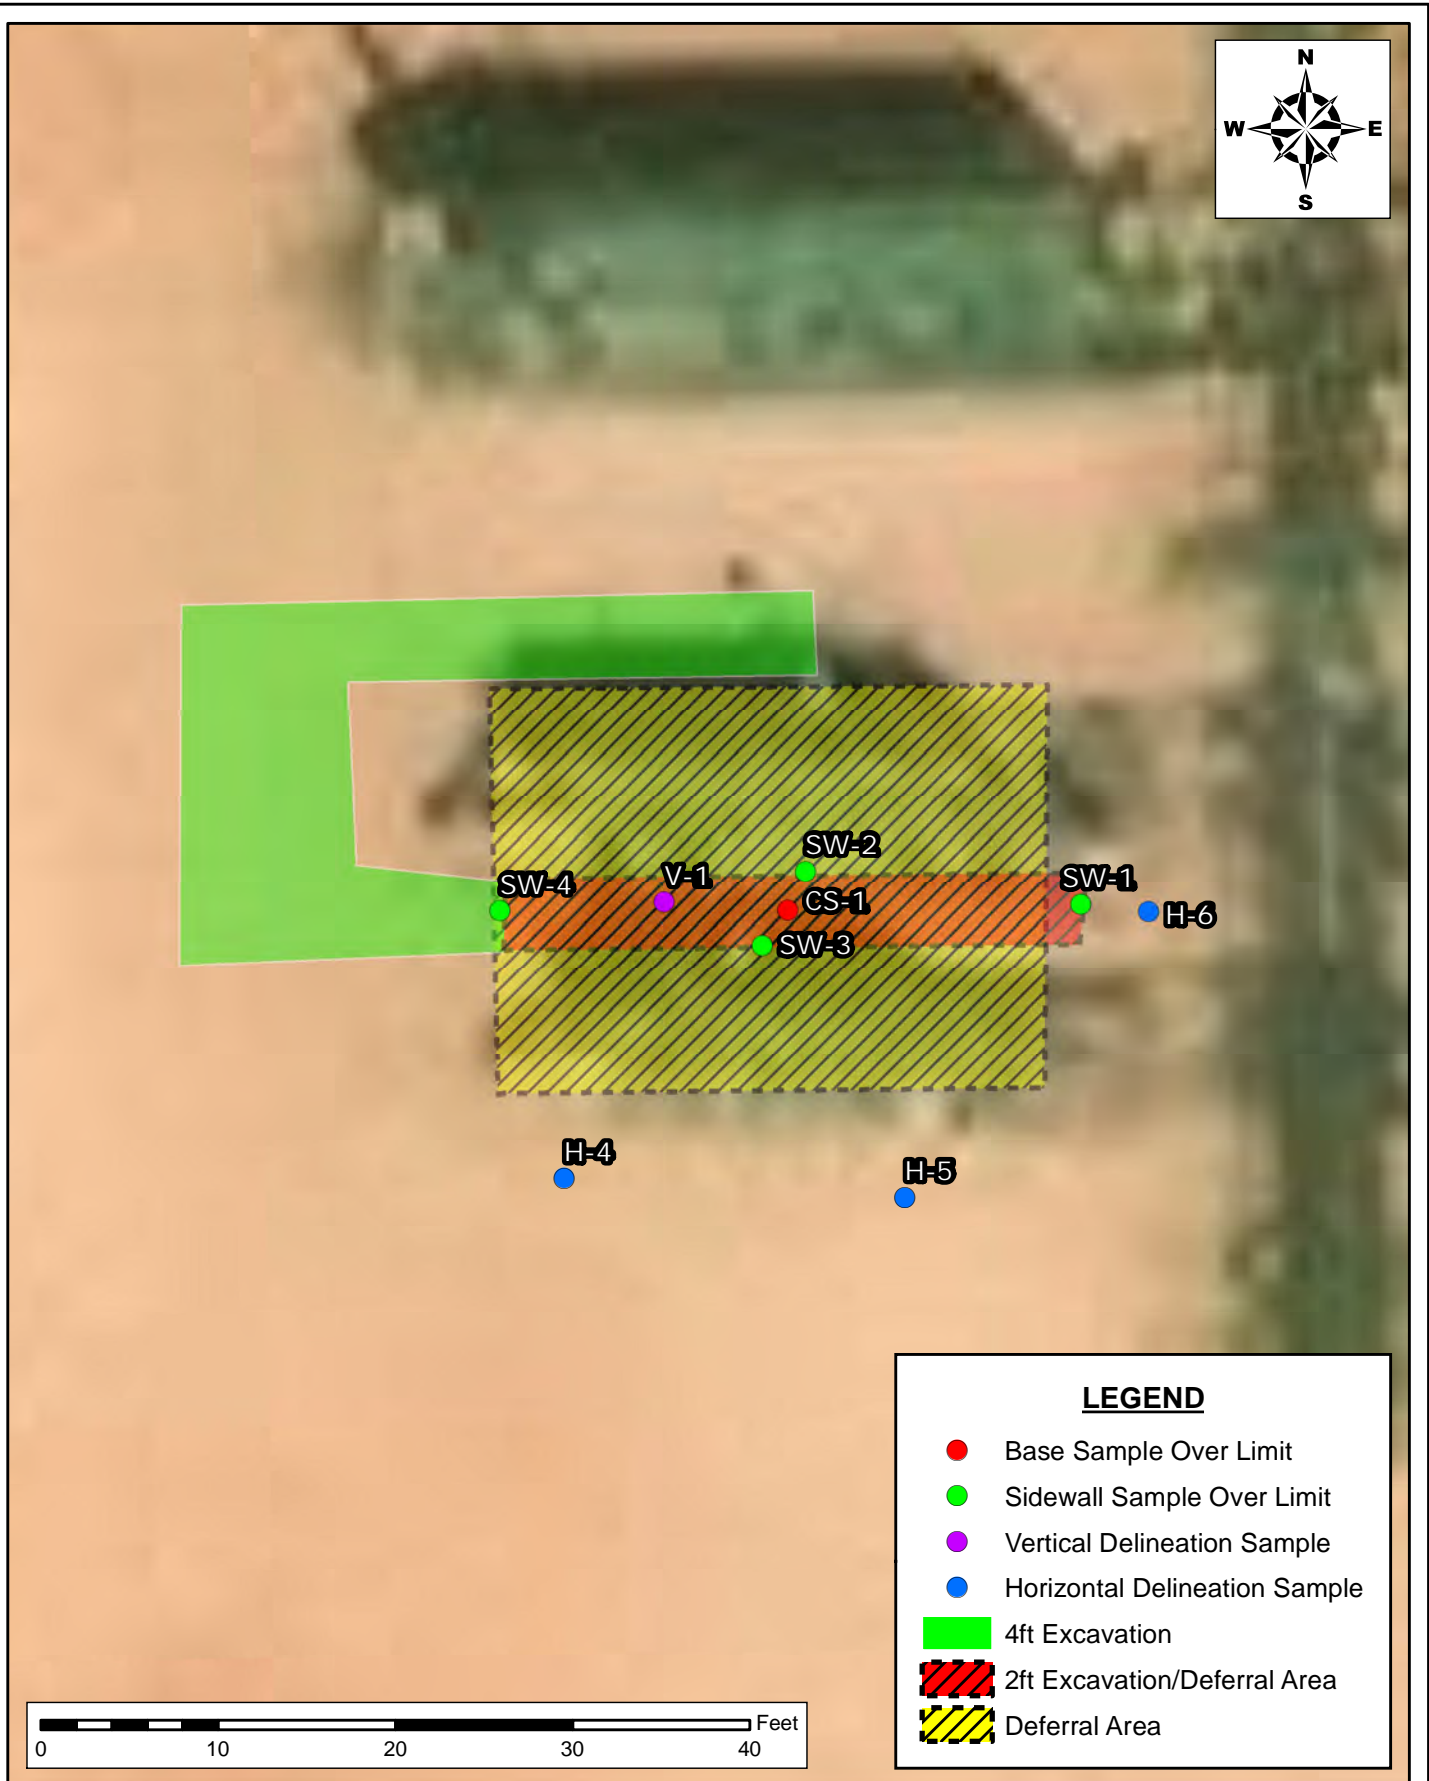 N
W E
S
SW-2
V-1
SW-4
SW-1
CS-1
H-6
SW-3
H-4
H-5
LEGEND
Base Sample Over Limit
Sidewall Sample Over Limit
Vertical Delineation Sample
Horizontal Delineation Sample
4ft Excavation
2ft Excavation/Deferral Area
Deferral Area
Feet
0 10 20 30 40